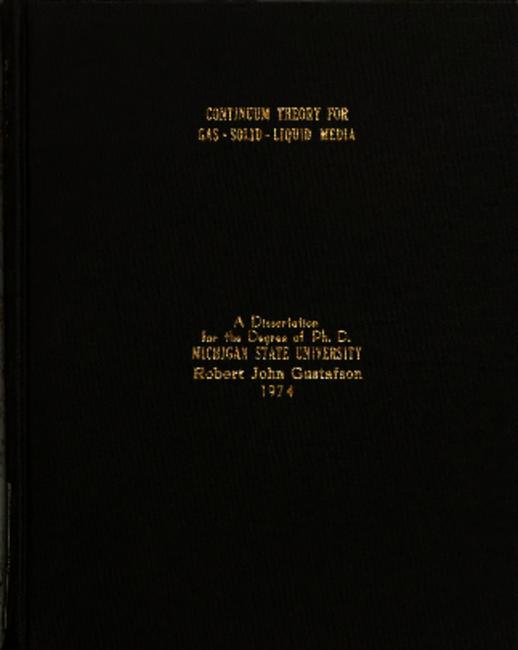 CONTINUUM THEORY FOR
GAS - SOLID - LIQUID MEDIA
A Dissertation
for the Degree of Ph. D.
MICHIGAN STATE UNIVERSITY
Robert John Gustafson
1974